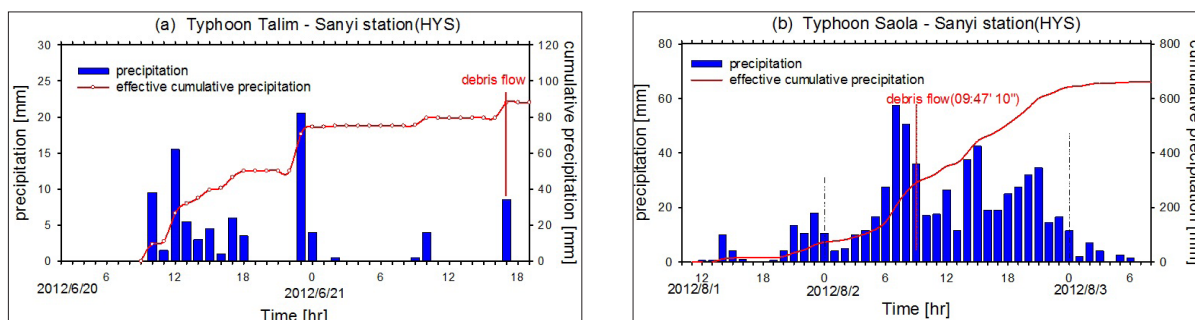 (a) Typhoon Talim - Sanyi station(HYS)
precipitation
effective cumulative precipitation
debris flow
precipitation [mm]
30
25
20
15
10
5
0
cumulative precipitation
[mm]
120
100
80
60
40
20
0
6 12 18 0 6 12 18
2012/6/20 2012/6/21
Time [hr]
(b) Typhoon Saola - Sanyi station(HYS)
precipitation
effective cumulative precipitation
debris flow(09:47' 10")
precipitation [mm]
80
60
40
20
0
cumulative precipitation
[mm]
800
600
400
200
0
12 18 0 6 12 18 0 6
2012/8/1 2012/8/2 2012/8/3
Time [hr]